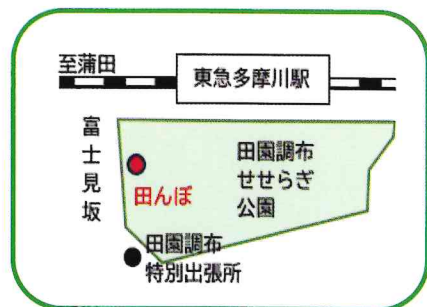 至蒲田
東急多摩川駅
富士見坂
田んぼ
田園調布
せせらぎ
公園
田園調布
特別出張所